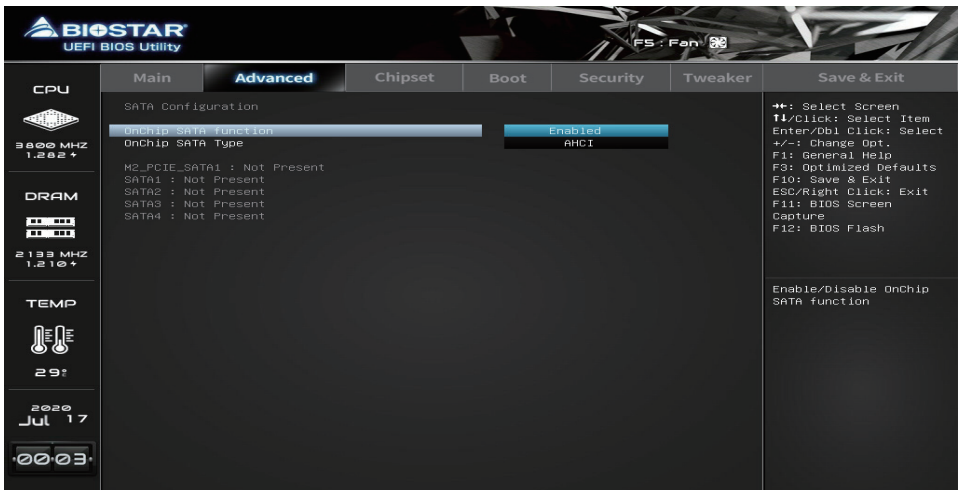 BIOSTAR
UEFI BIOS Utility
F5 : Fan
Main Advanced Chipset Boot Security Tweaker Save & Exit
CPU
3800 MHZ
1.282
DRAM
2133 MHZ
1.210
TEMP
29
2020
Jul 17
00:03
SATA Configuration
OnChip SATA function Enabled
OnChip SATA Type AHCI
M2_PCIE_SATA1 : Not Present
SATA1 : Not Present
SATA2 : Not Present
SATA3 : Not Present
SATA4 : Not Present
→←: Select Screen
↑↓/Click: Select Item
Enter/Dbl Click: Select
+/-: Change Opt.
F1: General Help
F3: Optimized Defaults
F10: Save & Exit
ESC/Right Click: Exit
F11: BIOS Screen
Capture
F12: BIOS Flash
Enable/Disable OnChip
SATA function